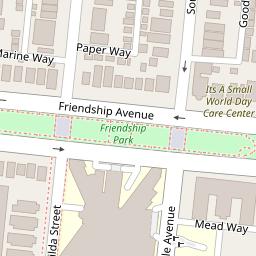 Paper Way
Marine Way
Friendship Avenue
Its A Small
World Day
Care Center
Friendship
Park
Mead Way